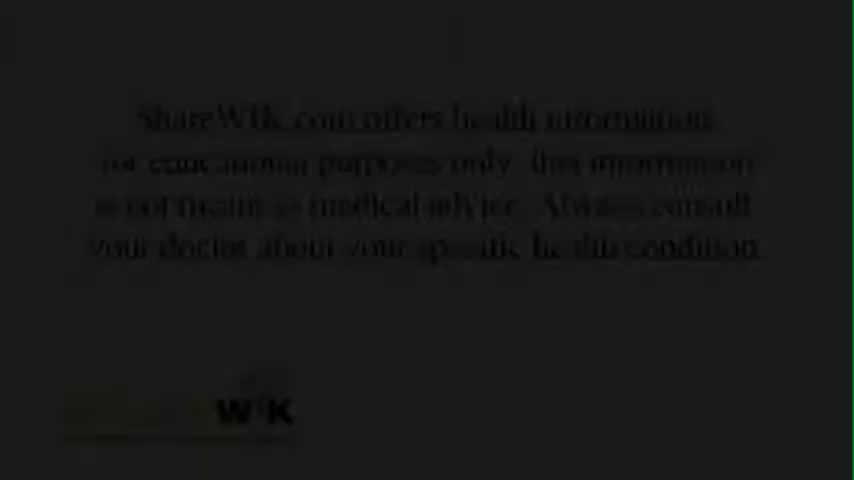 ShareWIK.com offers health information
for educational purposes only, this information
is not meant as medical advice. Always consult
your doctor about your specific health condition.
WIK